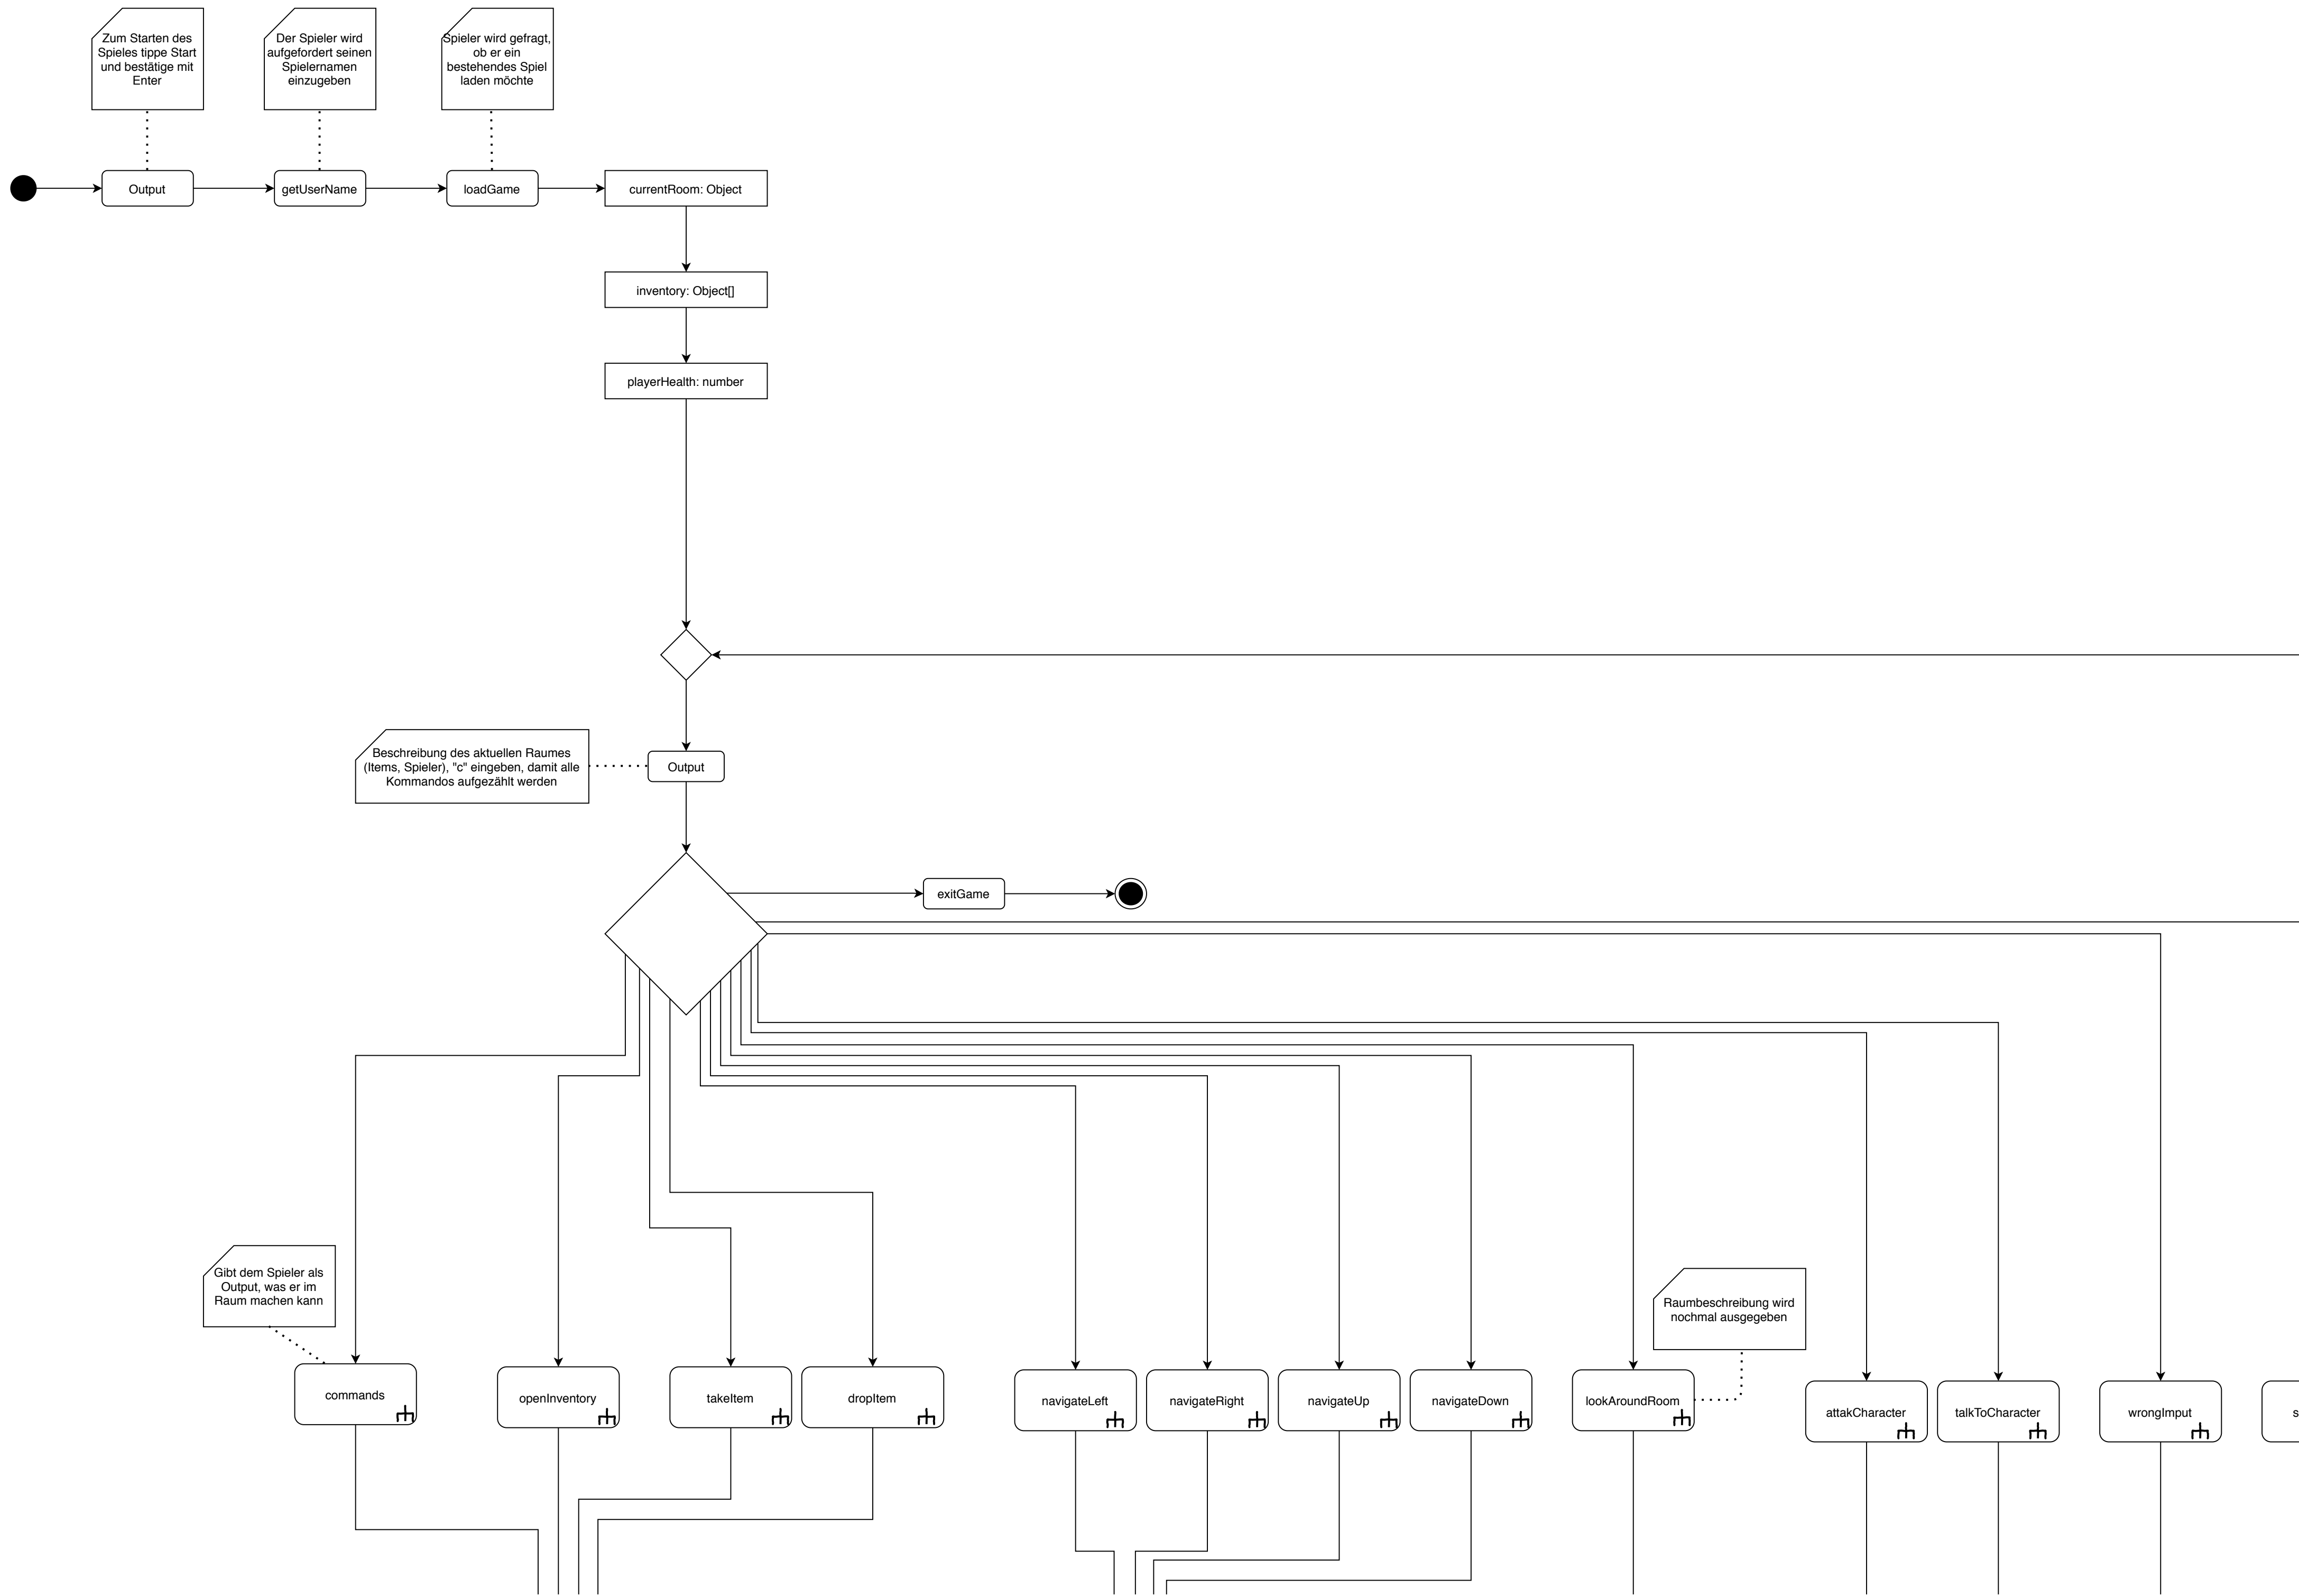 Zum Starten des
Spieles tippe Start
und bestätige mit
Enter
Der Spieler wird
aufgefordert seinen
Spielernamen
einzugeben
Spieler wird gefragt,
ob er ein
bestehendes Spiel
laden möchte
Output
getUserName
loadGame
currentRoom: Object
inventory: Object[]
playerHealth: number
Beschreibung des aktuellen Raumes
(Items, Spieler), "c" eingeben, damit alle
Kommandos aufgezählt werden
Output
exitGame
Gibt dem Spieler als
Output, was er im
Raum machen kann
Raumbeschreibung wird
nochmal ausgegeben
commands
openInventory
takeItem
dropItem
navigateLeft
navigateRight
navigateUp
navigateDown
lookAroundRoom
attakCharacter
talkToCharacter
wrongImput